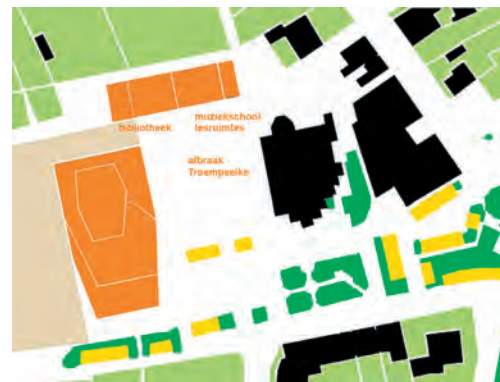 muziekschool
bibliotheek
lesruimtes
afbraak
Troempeelke